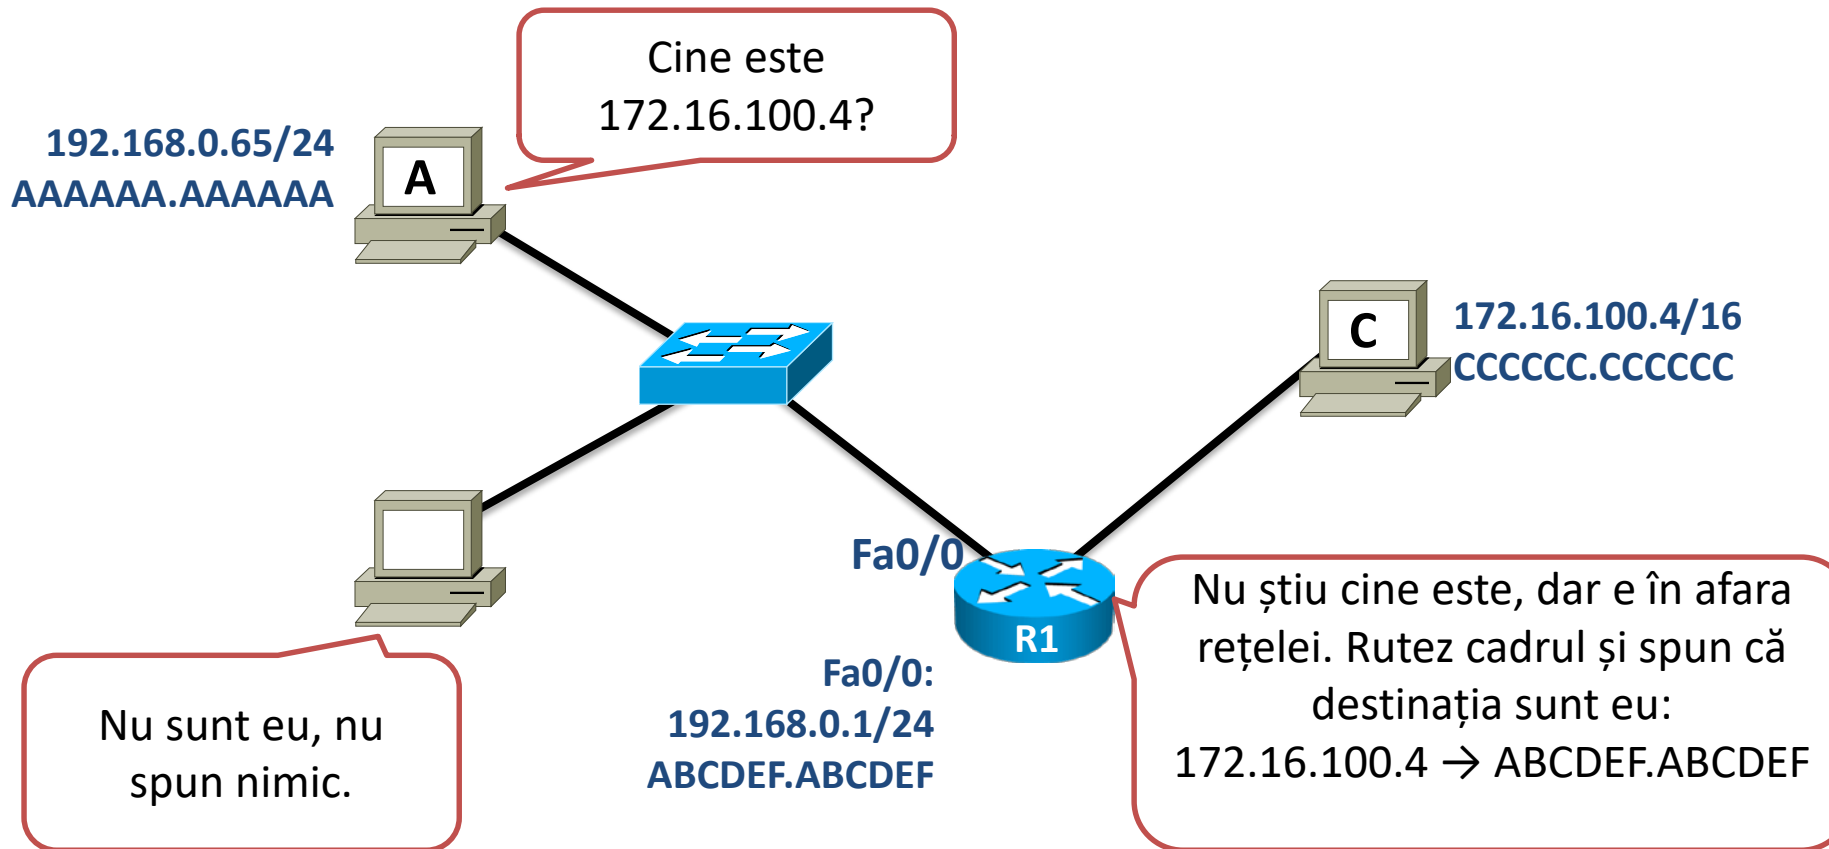 Cine este
172.16.100.4?
192.168.0.65/24
AAAAAA.AAAAAA
A
C
172.16.100.4/16
CCCCCC.CCCCCC
Fa0/0
R1
Fa0/0:
192.168.0.1/24
ABCDEF.ABCDEF
Nu sunt eu, nu
spun nimic.
Nu știu cine este, dar e în afara
rețelei. Rutez cadrul și spun că
destinația sunt eu:
172.16.100.4 → ABCDEF.ABCDEF